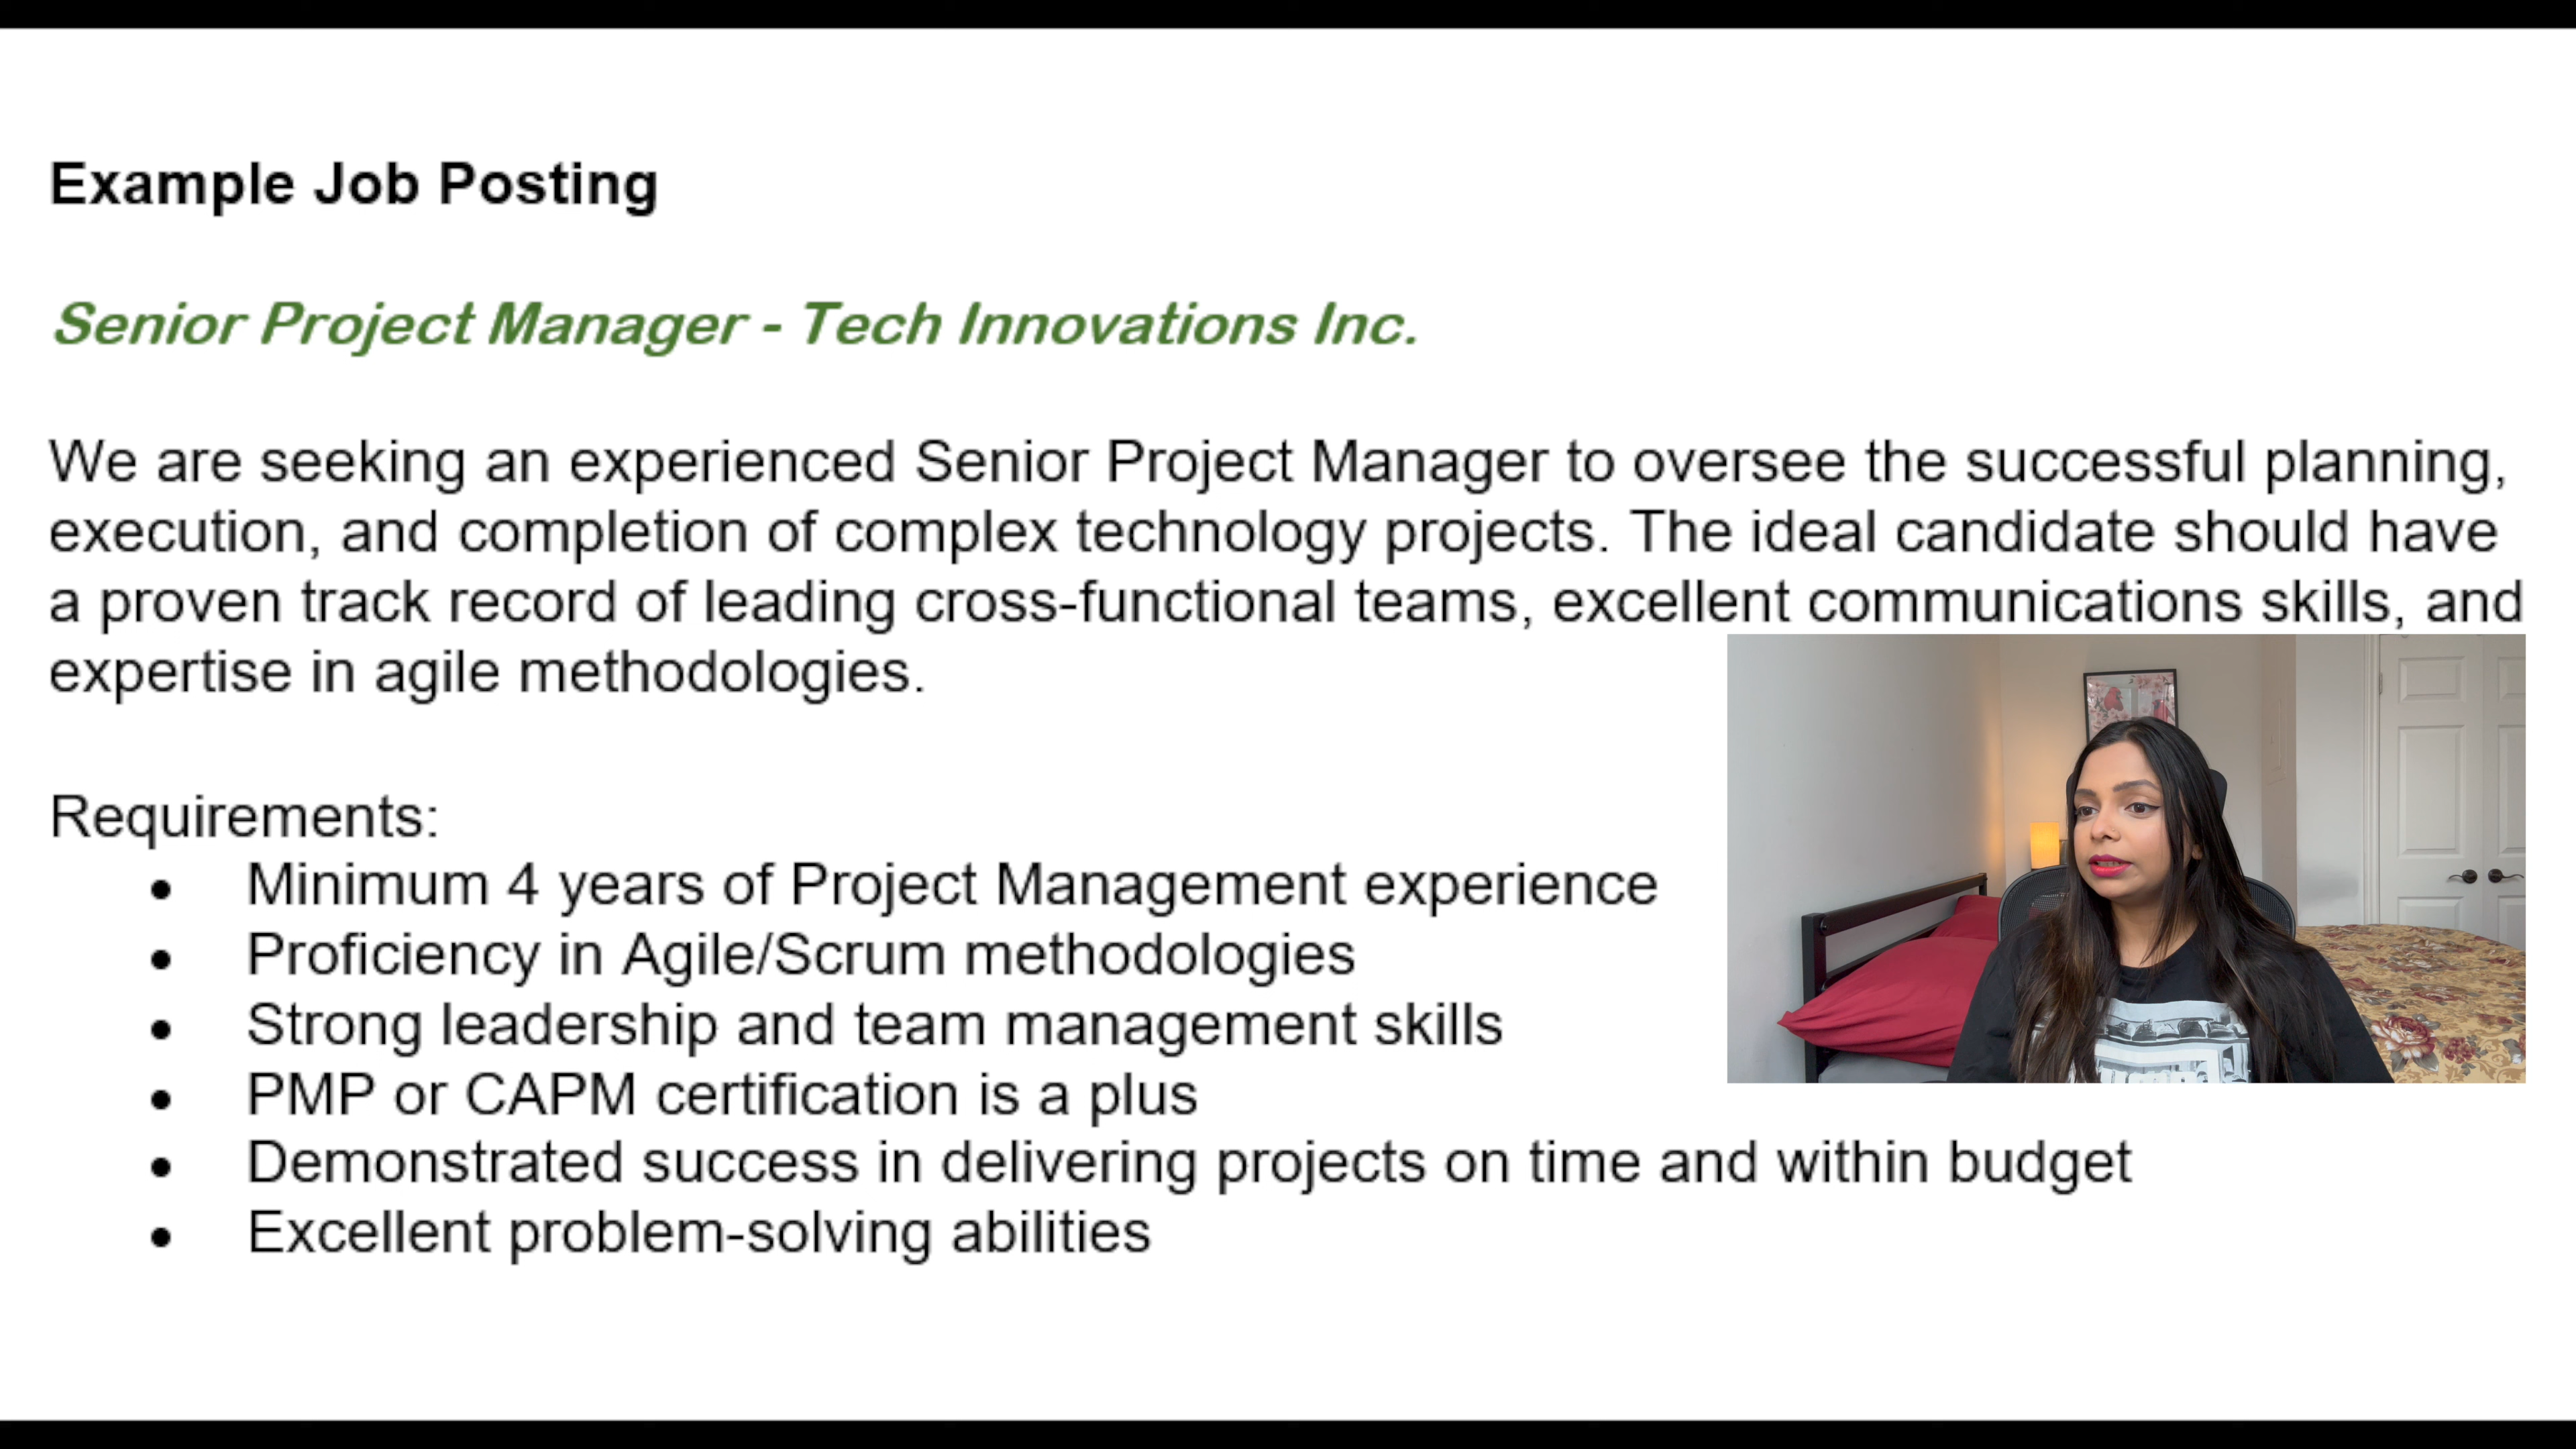 Example Job Posting
Senior Project Manager - Tech Innovations Inc.
We are seeking an experienced Senior Project Manager to oversee the successful planning,
execution, and completion of complex technology projects. The ideal candidate should have
a proven track record of leading cross-functional teams, excellent communications skills, and
expertise in agile methodologies.
Requirements:
• Minimum 4 years of Project Management experience
• Proficiency in Agile/Scrum methodologies
• Strong leadership and team management skills
• PMP or CAPM certification is a plus
• Demonstrated success in delivering projects on time and within budget
• Excellent problem-solving abilities